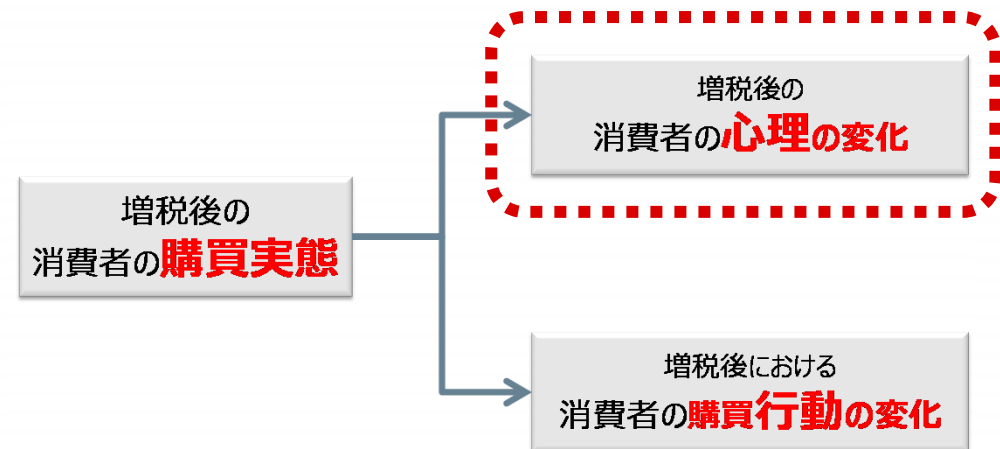 増税後の
消費者の心理の変化
増税後の
消費者の購買実態
増税後における
消費者の購買行動の変化